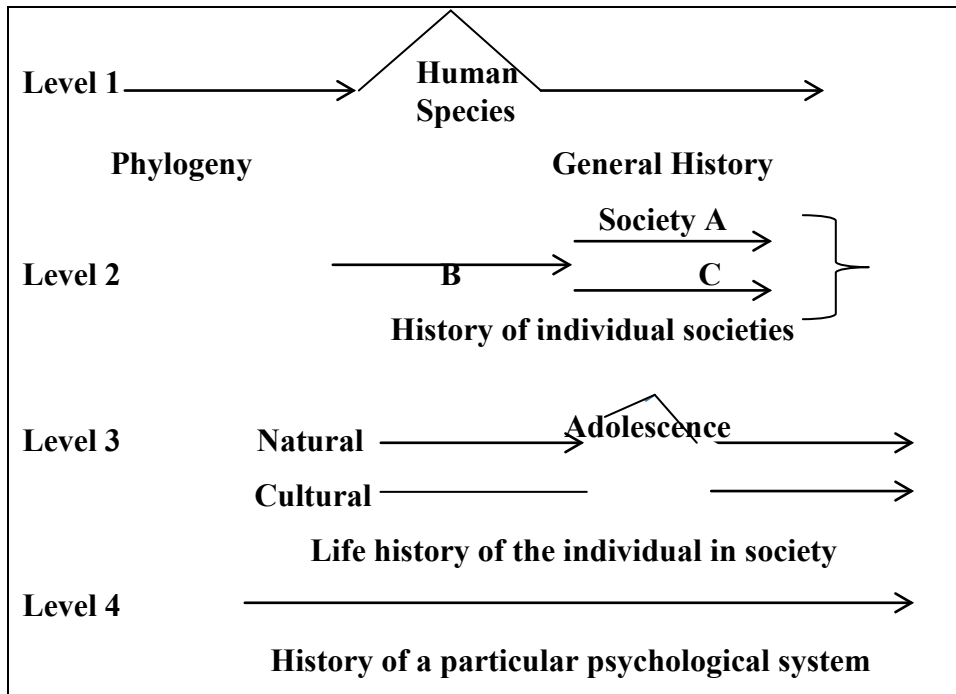 Level 1
Human
Species
Phylogeny
General History
Society A
Level 2
B
C
History of individual societies
Level 3
Natural
Adolescence
Cultural
Life history of the individual in society
Level 4
History of a particular psychological system